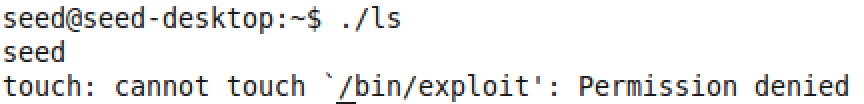 seed@seed-desktop:~$ ./ls
seed
touch: cannot touch `/bin/exploit': Permission denied